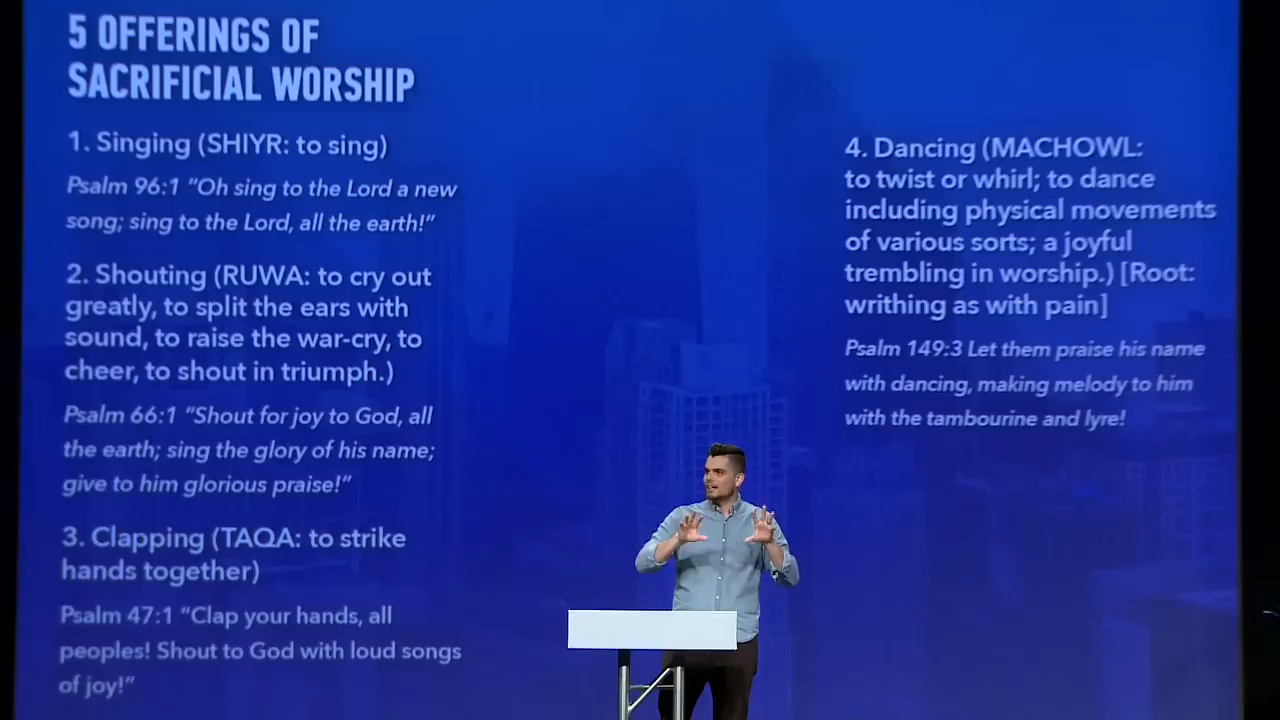 5 OFFERINGS OF
SACRIFICIAL WORSHIP
1. Singing (SHIYR: to sing)
Psalm 96:1 “Oh sing to the Lord a new
song; sing to the Lord, all the earth!”
2. Shouting (RUWA: to cry out
greatly, to split the ears with
sound, to raise the war-cry, to
cheer, to shout in triumph.)
Psalm 66:1 “Shout for joy to God, all
the earth; sing the glory of his name;
give to him glorious praise!”
3. Clapping (TAQA: to strike
hands together)
Psalm 47:1 “Clap your hands, all
peoples! Shout to God with loud songs
of joy!”
4. Dancing (MACHOWL:
to twist or whirl; to dance
including physical movements
of various sorts; a joyful
trembling in worship.) [Root:
writhing as with pain]
Psalm 149:3 Let them praise his name
with dancing, making melody to him
with the tambourine and lyre!